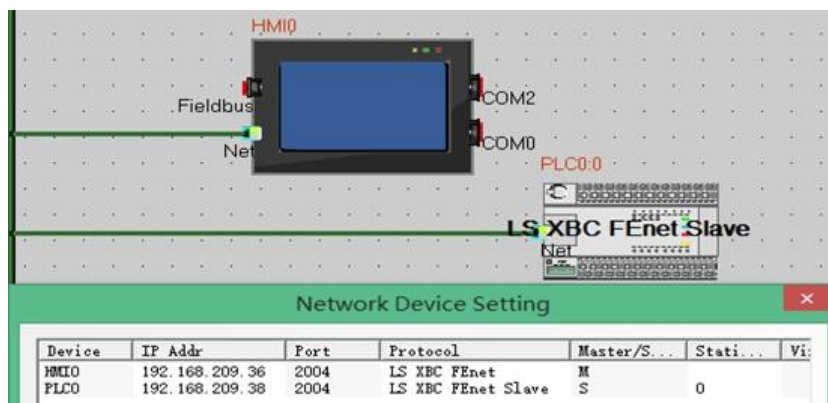 HMI0
Fieldbus
COM2
Net
COM0
PLC0:0
LS XBC FEnet Slave
Net
Network Device Setting
Device IP Addr Port Protocol Master/S... Stati... Vi:
HMI0 192.168.209.36 2004 LS XBC FEnet M
PLC0 192.168.209.38 2004 LS XBC FEnet Slave S 0